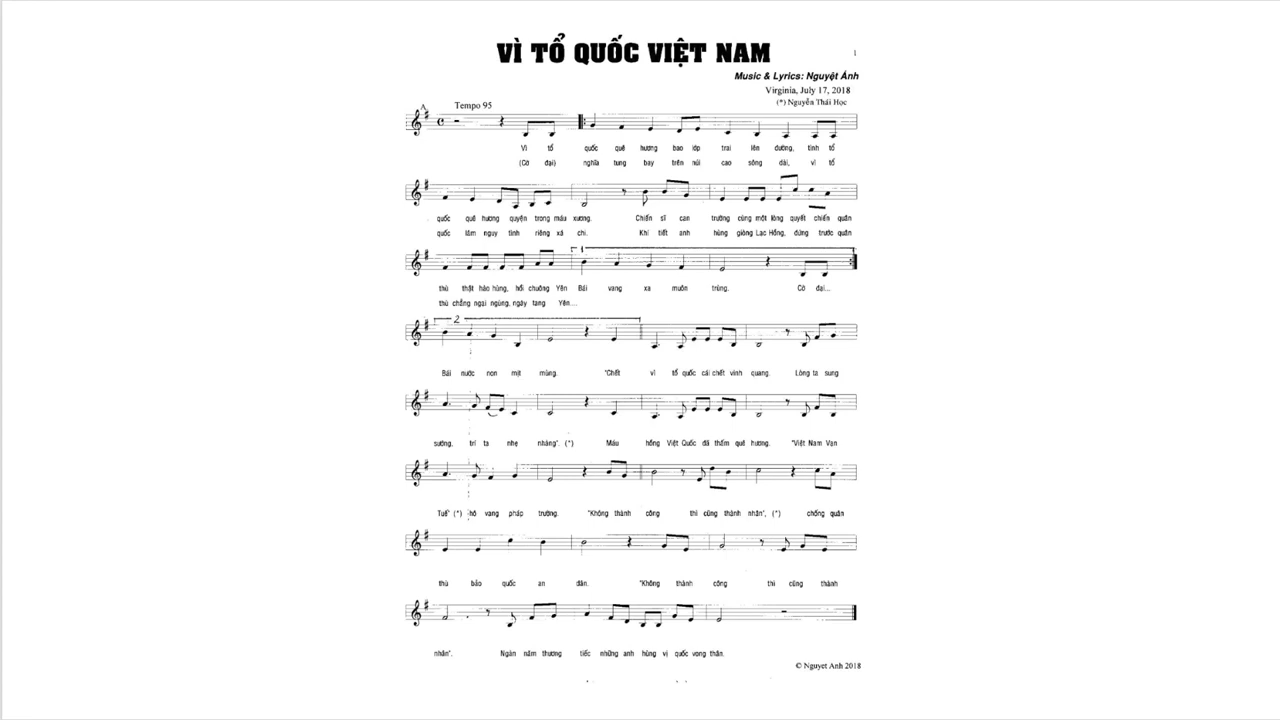 VÌ TỔ QUỐC VIỆT NAM
1
Music & Lyrics: Nguyệt Ánh
Virginia, July 17, 2018
(*) Nguyễn Thái Học
A
Tempo 95
Vì tổ quốc quê hương bao lớp trai lên đường, tình tổ
(Cờ đại) nghĩa tung bay trên núi cao sông dài, vì tổ
quốc quê hương quyện trong máu xương. Chiến sĩ can trường cùng một lòng quyết chiến quân
quốc lâm nguy tình riêng xá chi. Khí tiết anh hùng giòng Lạc Hồng, đứng trước quân
1
thù thật hào hùng, hồi chuông Yên Bái vang xa muôn trùng. Cờ đại...
thù chẳng ngại ngùng, ngày tang Yên...
2
Bái nước non mịt mùng. "Chết vì tổ quốc cái chết vinh quang. Lòng ta sung
sướng, trí ta nhẹ nhàng". (*) Máu hồng Việt Quốc đã thấm quê hương. "Việt Nam Vạn
Tuế" (*) hô vang pháp trường. "Không thành công thì cũng thành nhân", (*) chống quân
thù bảo quốc an dân. "Không thành công thì cũng thành
nhân". Ngàn năm thương tiếc những anh hùng vị quốc vong thân.
© Nguyet Anh 2018